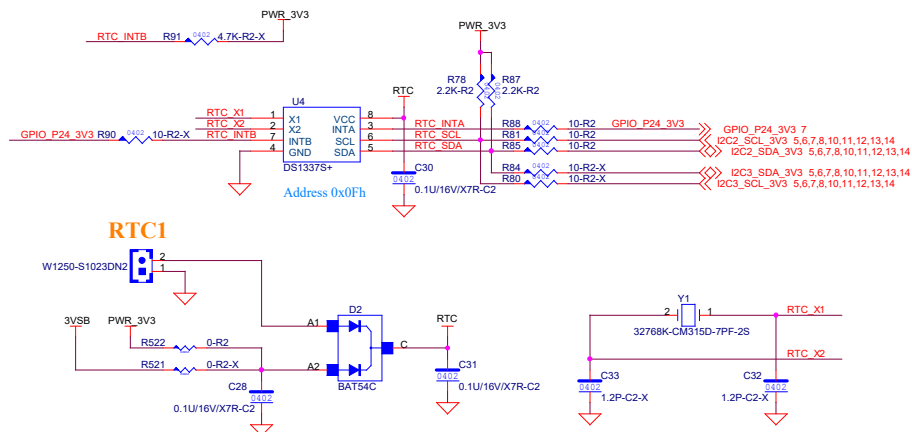 PWR_3V3
RTC_INTB R91 0402 4.7K-R2-X
PWR_3V3
R78 R87
2.2K-R2 2.2K-R2
0402 0402
U4
RTC
RTC_X1 1 X1 VCC 8
RTC_X2 2 X2 INTA 3 RTC_INTA R88 0402 10-R2 GPIO_P24_3V3 GPIO_P24_3V3 7
GPIO_P24_3V3 R90 0402 10-R2-X RTC_INTB 7 INTB SCL 6 RTC_SCL R81 0402 10-R2 I2C2_SCL_3V3 5,6,7,8,10,11,12,13,14
4 GND SDA 5 RTC_SDA R85 0402 10-R2 I2C2_SDA_3V3 5,6,7,8,10,11,12,13,14
DS1337S+
C30
0402
0.1U/16V/X7R-C2
R84 0402 10-R2-X I2C3_SDA_3V3 5,6,7,8,10,11,12,13,14
R80 0402 10-R2-X I2C3_SCL_3V3 5,6,7,8,10,11,12,13,14
Address 0x0Fh
RTC1
2
1
W1250-S1023DN2
3VSB PWR_3V3
R522 0-R2
R521 0-R2-X
C28
0402
0.1U/16V/X7R-C2
D2
A1
A2
C
BAT54C
RTC
C31
0402
0.1U/16V/X7R-C2
Y1
2 1
RTC_X1
32768K-CM315D-7PF-2S
RTC_X2
C33
0402
1.2P-C2-X
C32
0402
1.2P-C2-X